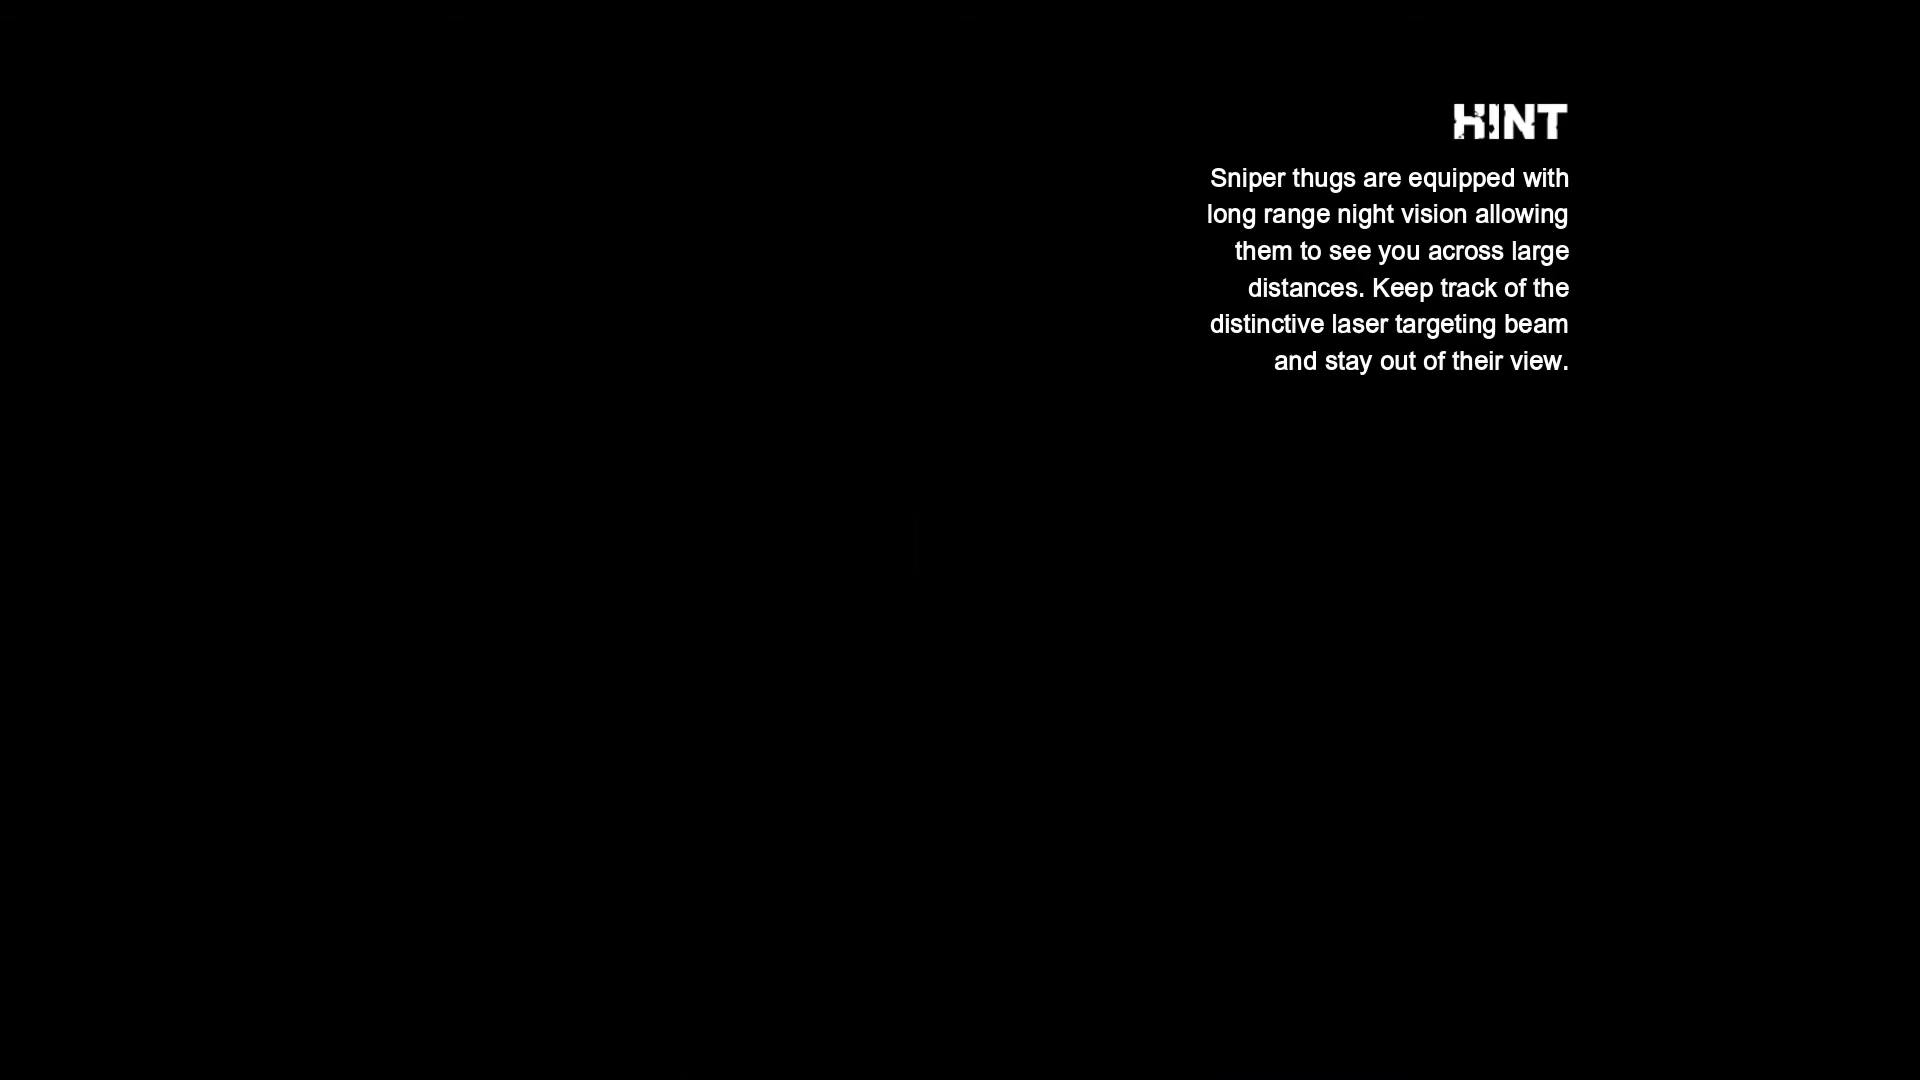 HINT
Sniper thugs are equipped with
long range night vision allowing
them to see you across large
distances. Keep track of the
distinctive laser targeting beam
and stay out of their view.